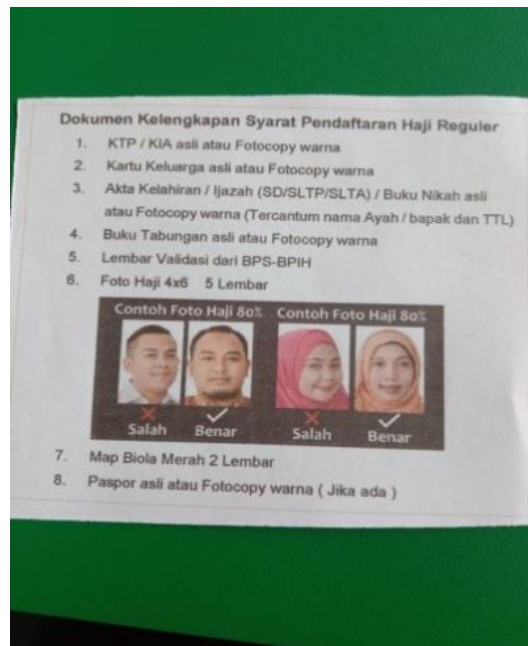 Dokumen Kelengkapan Syarat Pendaftaran Haji Reguler
1. KTP / KIA asli atau Fotocopy warna
2. Kartu Keluarga asli atau Fotocopy warna
3. Akta Kelahiran / Ijazah (SD/SLTP/SLTA) / Buku Nikah asli
atau Fotocopy warna (Tercantum nama Ayah / bapak dan TTL)
4. Buku Tabungan asli atau Fotocopy warna
5. Lembar Validasi dari BPS-BPIH
6. Foto Haji 4x6 5 Lembar
Contoh Foto Haji 80% Contoh Foto Haji 80%
Salah Benar Salah Benar
7. Map Biola Merah 2 Lembar
8. Paspor asli atau Fotocopy warna ( Jika ada )